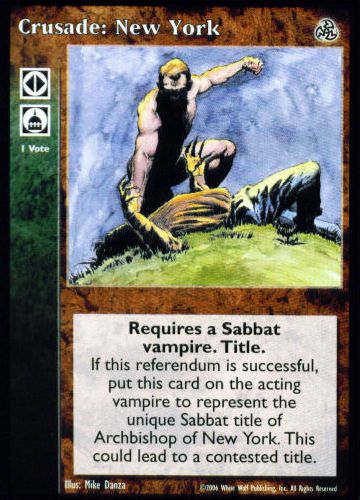 Crusade: New York
1 Vote
Requires a Sabbat
vampire. Title.
If this referendum is successful,
put this card on the acting
vampire to represent the
unique Sabbat title of
Archbishop of New York. This
could lead to a contested title.
Illus: Mike Danza
©2006 White Wolf Publishing, Inc. All Rights Reserved